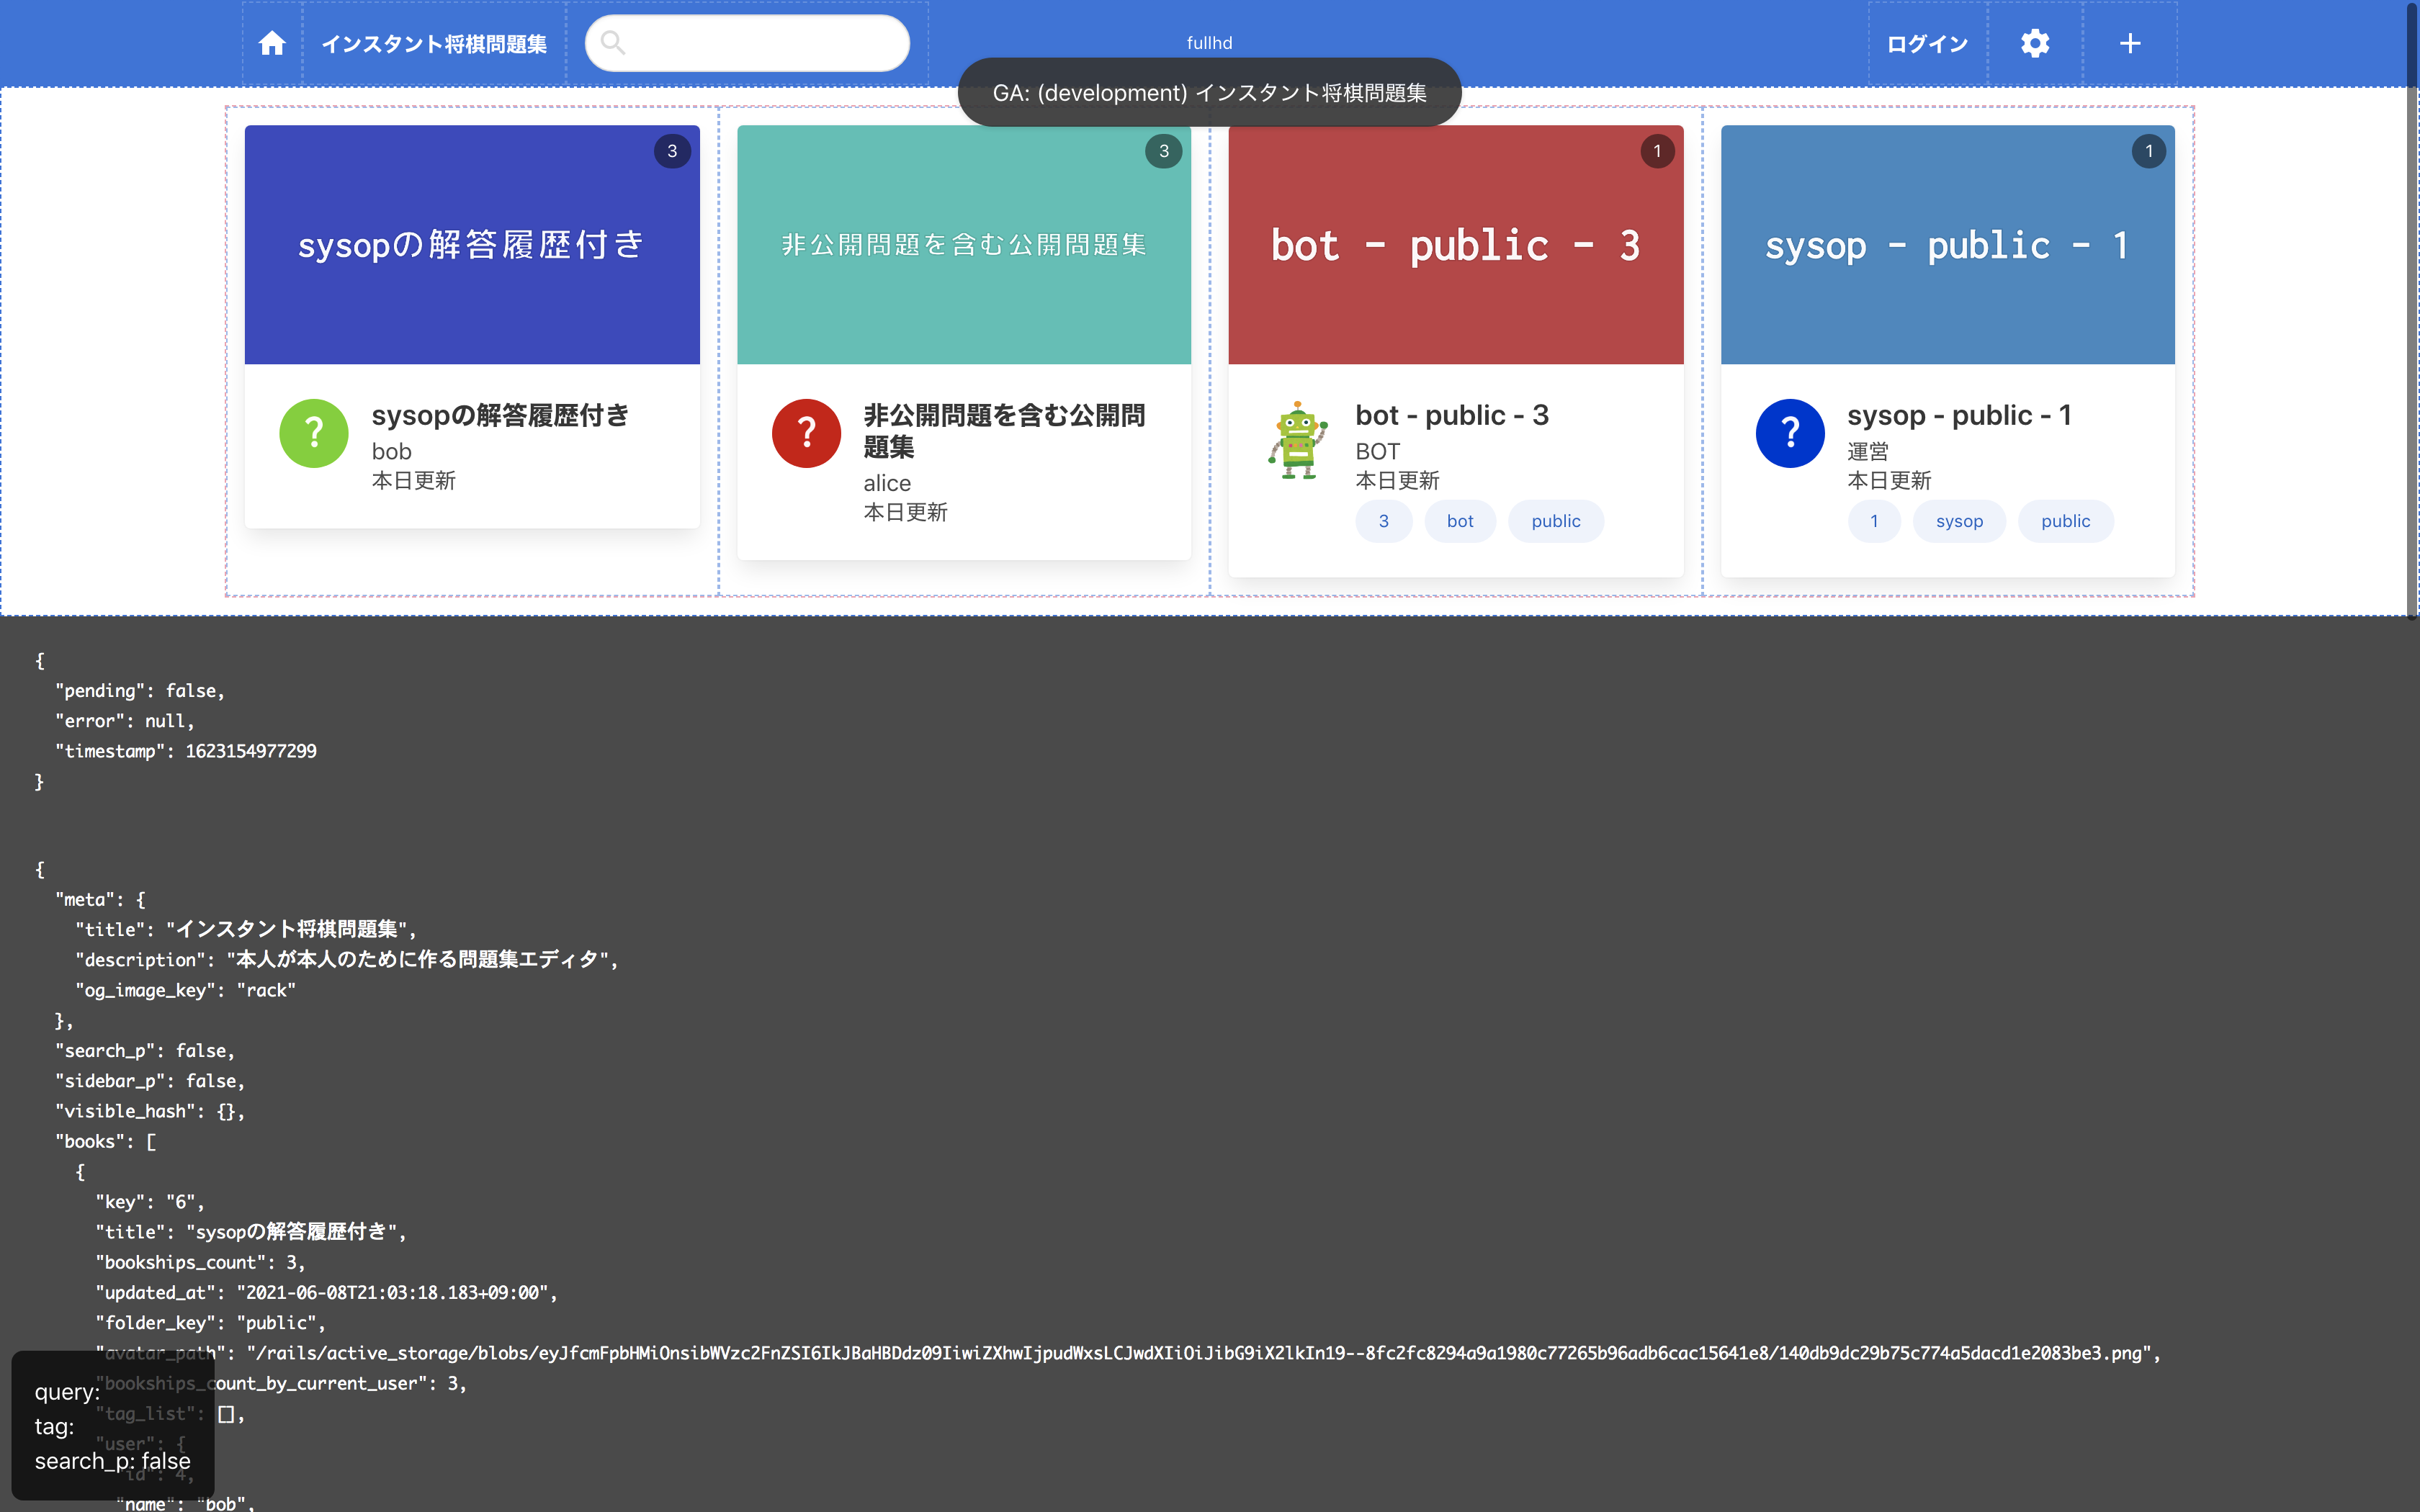 インスタント将棋問題集
fullhd
ログイン
GA: (development) インスタント将棋問題集
3
sysopの解答履歴付き
?
sysopの解答履歴付き
bob
本日更新
3
非公開問題を含む公開問題集
?
非公開問題を含む公開問
題集
alice
本日更新
1
bot - public - 3
bot - public - 3
BOT
本日更新
3 bot public
1
sysop - public - 1
?
sysop - public - 1
運営
本日更新
1 sysop public
{
"pending": false,
"error": null,
"timestamp": 1623154977299
}
{
"meta": {
"title": "インスタント将棋問題集",
"description": "本人が本人のために作る問題集エディタ",
"og_image_key": "rack"
},
"search_p": false,
"sidebar_p": false,
"visible_hash": {},
"books": [
{
"key": "6",
"title": "sysopの解答履歴付き",
"bookships_count": 3,
"updated_at": "2021-06-08T21:03:18.183+09:00",
"folder_key": "public",
"avatar_path": "/rails/active_storage/blobs/eyJfcmFpbHMiOnsibWVzc2FnZSI6IkJBaHBDdz09IiwiZXhwIjpudWxsLCJwdXIiOiJibG9iX2lkIn19--8fc2fc8294a9a1980c77265b96adb6cac15641e8/140db9dc29b75c774a5dacd1e2083be3.png",
"bookships_count_by_current_user": 3,
"tag_list": [],
"user": {
"id": 4,
"name": "bob",
query:
tag:
search_p: false